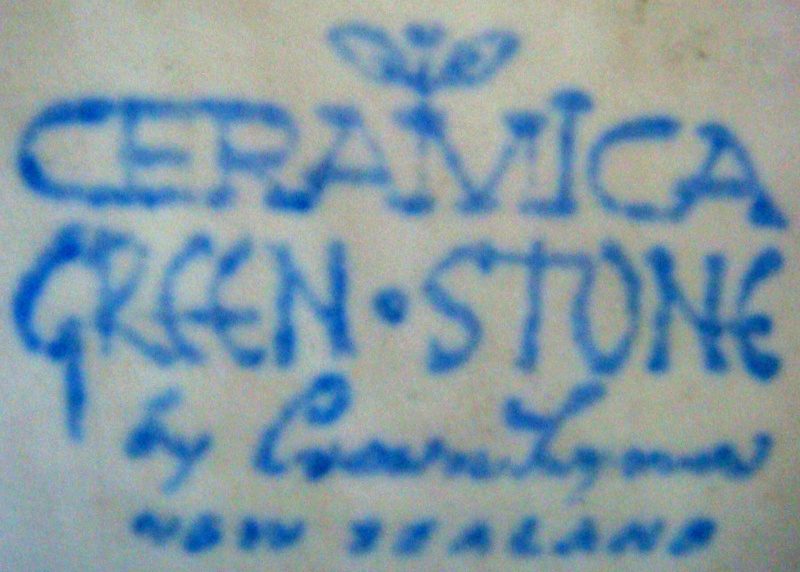 CERAMICA
GREEN·STONE
by Crown Lynn
NEW ZEALAND